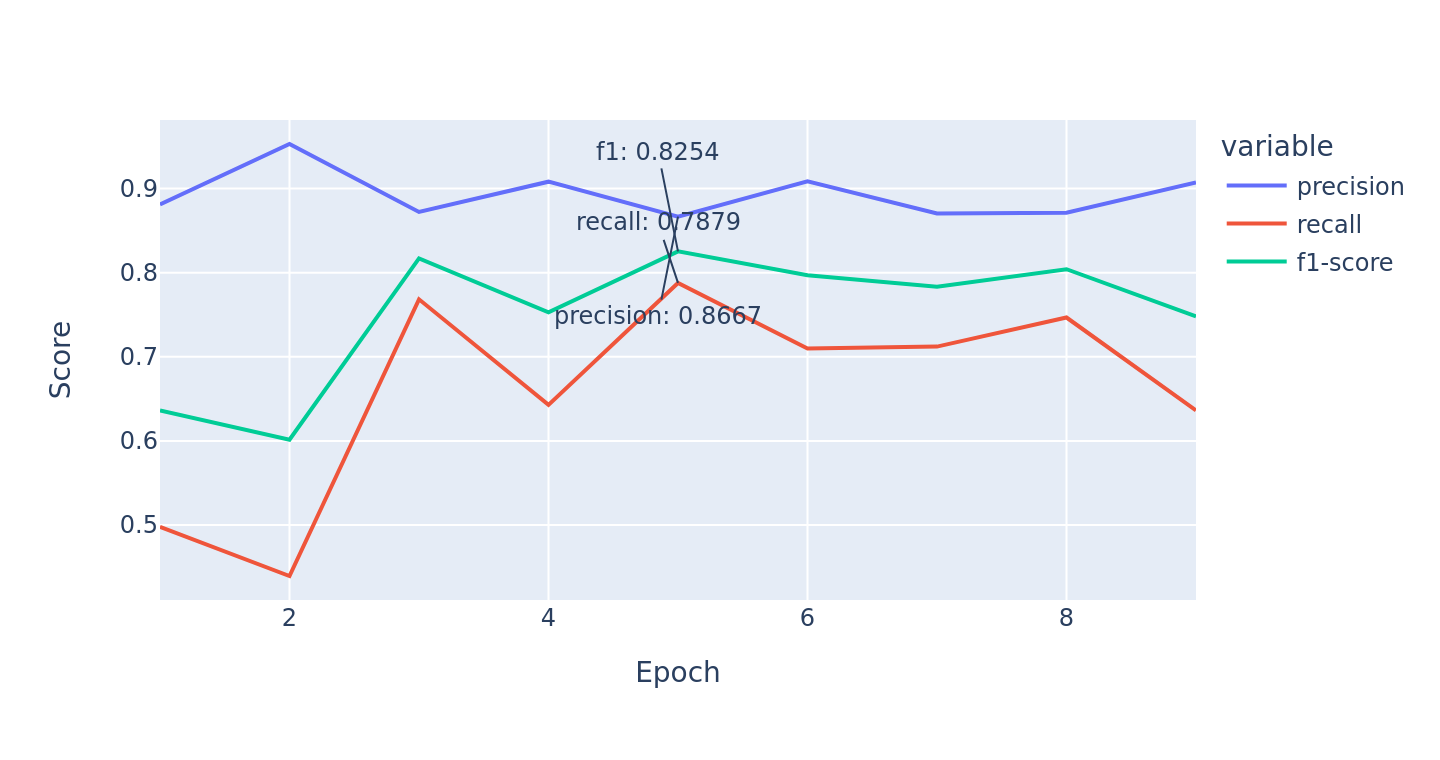 f1: 0.8254
recall: 0.7879
precision: 0.8667
0.9
0.8
0.7
0.6
0.5
Score
2 4 6 8
Epoch
variable
precision
recall
f1-score